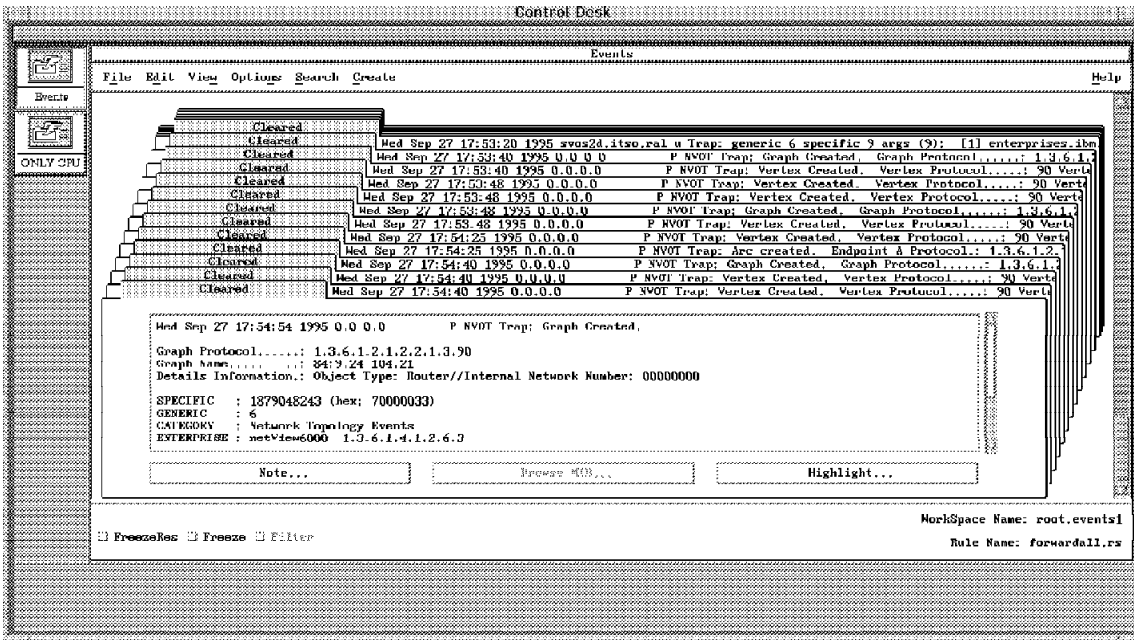 Control Desk
Events
File Edit View Options Search Create Help
Events
ONLY CPU
Cleared
Cleared Wed Sep 27 17:53:20 1995 svos2d.itso.ral u Trap: generic 6 specific 9 args (9): [1] enterprises.ibm.
Cleared Wed Sep 27 17:53:40 1995 0.0.0.0 P NVOT Trap; Graph Created, Graph Protocol......: 1.3.6.1.2
Cleared Wed Sep 27 17:53:40 1995 0.0.0.0 P NVOT Trap: Vertex Created. Vertex Protocol.....: 90 Verte
Cleared Wed Sep 27 17:53:48 1995 0.0.0.0 P NVOT Trap; Vertex Created. Vertex Protocol.....: 90 Verte
Cleared Wed Sep 27 17:53:48 1995 0.0.0.0 P NVOT Trap: Vertex Created. Vertex Protocol.....: 90 Verte
Cleared Wed Sep 27 17:53:48 1995 0.0.0.0 P NVOT Trap; Graph Created, Graph Protocol......: 1.3.6.1.2
Cleared Wed Sep 27 17:53:48 1995 0.0.0.0 P NVOT Trap: Vertex Created. Vertex Protocol.....: 90 Verte
Cleared Wed Sep 27 17:54:25 1995 0.0.0.0 P NVOT Trap; Vertex Created. Vertex Protocol.....: 90 Verte
Cleared Wed Sep 27 17:54:25 1995 0.0.0.0 P NVOT Trap: Arc created. Endpoint A Protocol.: 1.3.6.1.2.
Cleared Wed Sep 27 17:54:40 1995 0.0.0.0 P NVOT Trap; Graph Created, Graph Protocol......: 1.3.6.1.
Cleared Wed Sep 27 17:54:40 1995 0.0.0.0 P NVOT Trap: Vertex Created, Vertex Protocol.....: 90 Verte
Cleared Wed Sep 27 17:54:40 1995 0.0.0.0 P NVOT Trap; Vertex Created. Vertex Protocol.....: 90 Verte
Wed Sep 27 17:54:54 1995 0.0.0.0 P NVOT Trap; Graph Created,
Graph Protocol......: 1.3.6.1.2.1.2.2.1.3.90
Graph Name..........: 84:9.24.104.21
Details Information.: Object Type: Router//Internal Network Number: 00000000
SPECIFIC : 1879048243 (hex; 70000033)
GENERIC : 6
CATEGORY : Network Topology Events
ENTERPRISE : netView6000 1.3.6.1.4.1.2.6.3
Note... Browse MIB... Highlight...
WorkSpace Name: root.events1
FreezeRes Freeze Filter
Rule Name: forwardall.rs